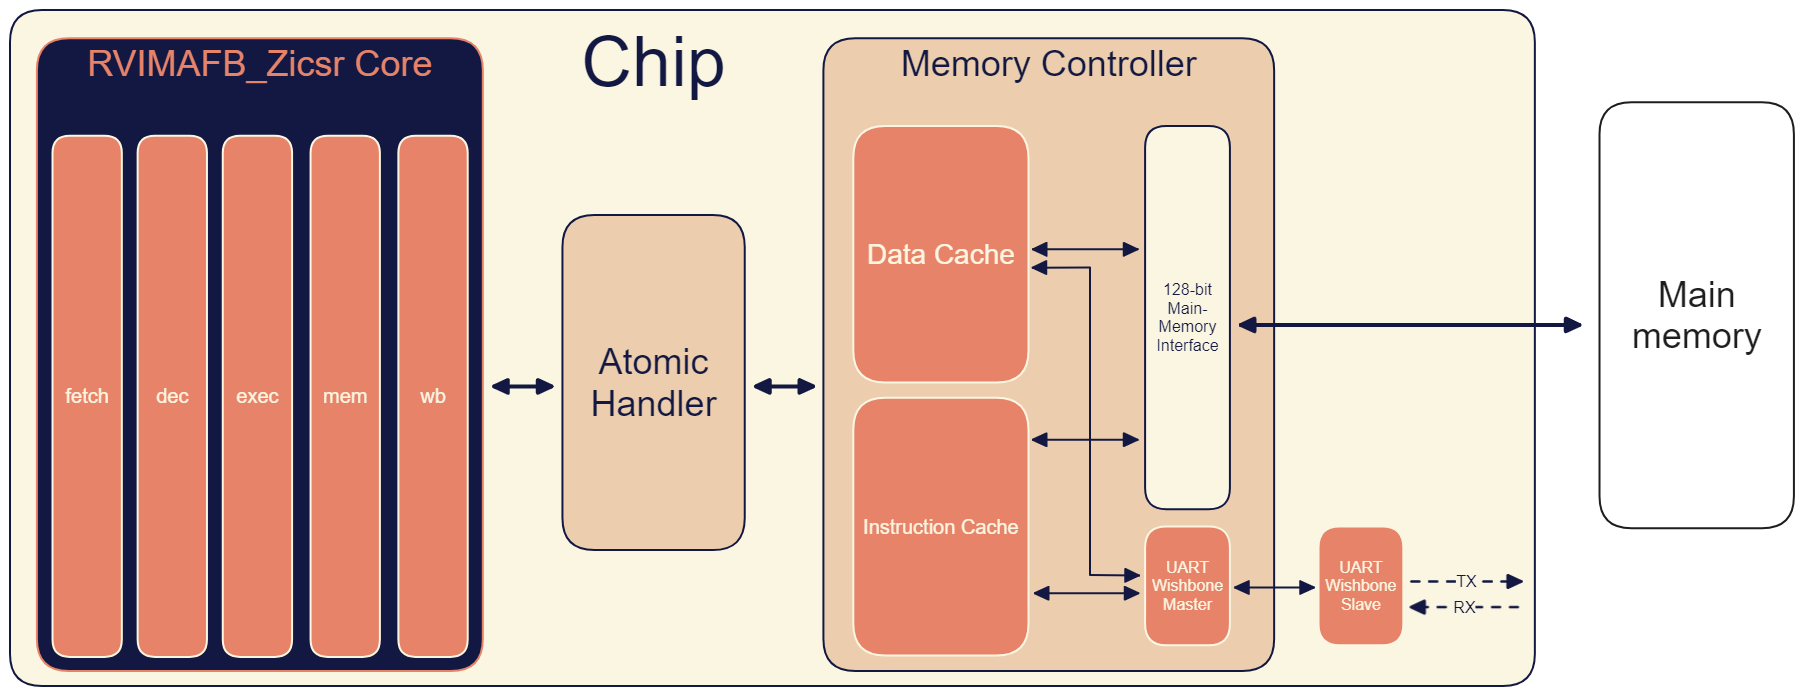 RVIMAFB_Zicsr Core
Chip
Memory Controller
fetch
dec
exec
mem
wb
Atomic
Handler
Data Cache
Instruction Cache
128-bit
Main-
Memory
Interface
UART
Wishbone
Master
UART
Wishbone
Slave
TX
RX
Main
memory